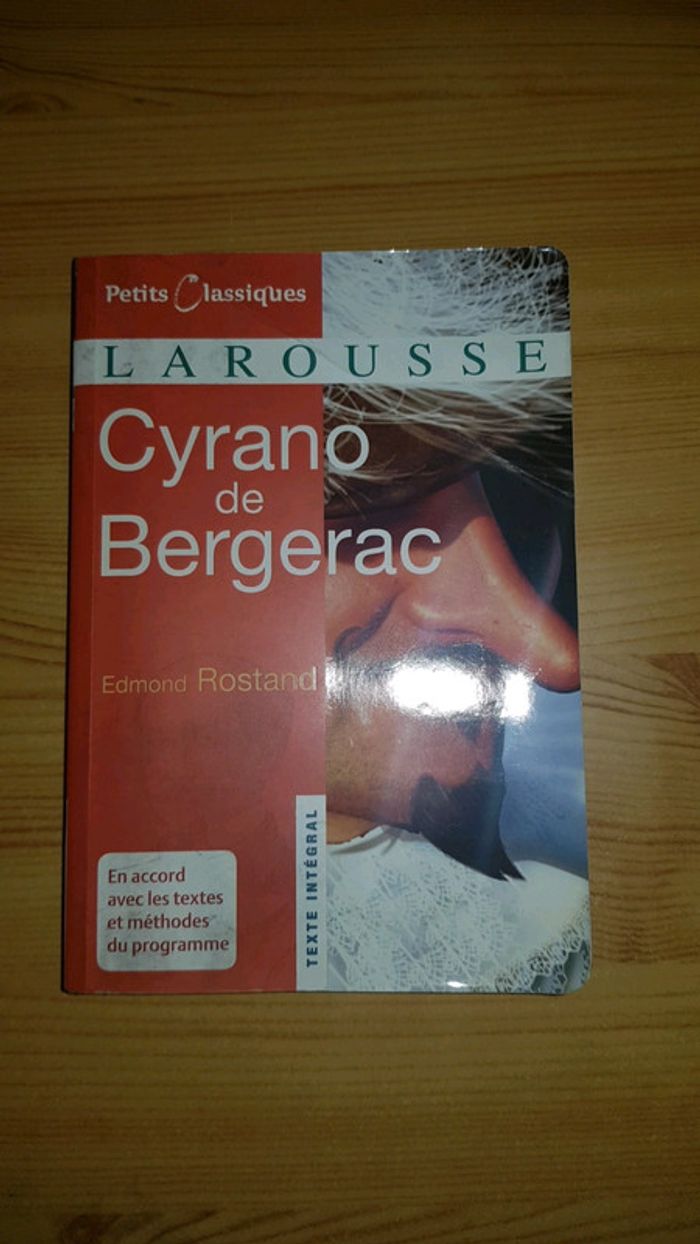 Petits Classiques
LAROUSSE
Cyrano
de
Bergerac
Edmond Rostand
TEXTE INTÉGRAL
En accord
avec les textes
et méthodes
du programme